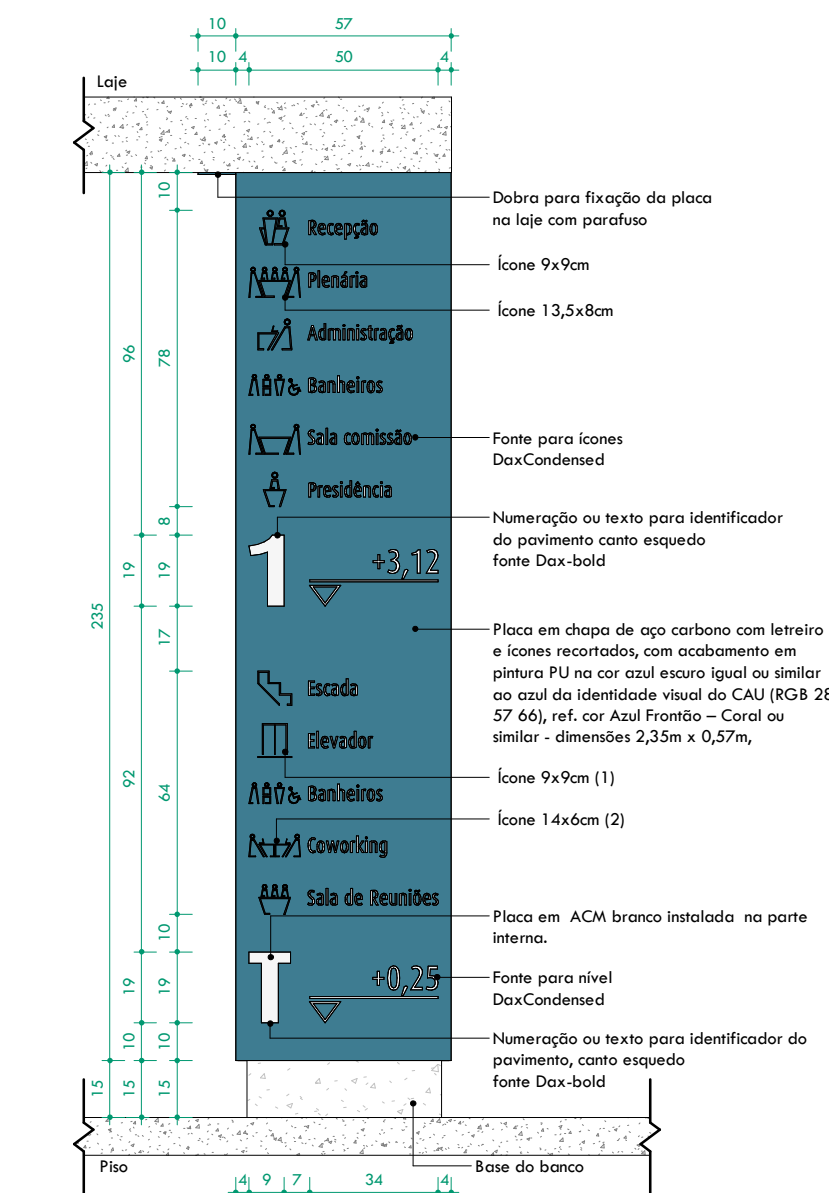 10
57
10
4
50
4
Laje
10
Recepção
Plenária
Administração
Banheiros
Sala comissão
Presidência
+3,12
1
Escada
Elevador
Banheiros
Coworking
Sala de Reuniões
+0,25
T
Dobra para fixação da placa
na laje com parafuso
Ícone 9x9cm
Ícone 13,5x8cm
Fonte para ícones
DaxCondensed
Numeração ou texto para identificador
do pavimento canto esquedo
fonte Dax-bold
Placa em chapa de aço carbono com letreiro
e ícones recortados, com acabamento em
pintura PU na cor azul escuro igual ou similar
ao azul da identidade visual do CAU (RGB 28
57 66), ref. cor Azul Frontão – Coral ou
similar - dimensões 2,35m x 0,57m,
Ícone 9x9cm (1)
Ícone 14x6cm (2)
Placa em ACM branco instalada na parte
interna.
Fonte para nível
DaxCondensed
Numeração ou texto para identificador do
pavimento, canto esquedo
fonte Dax-bold
96
78
8
19
19
235
17
92
64
10
19
19
10
10
15
15
15
Piso
Base do banco
4
9
7
34
4